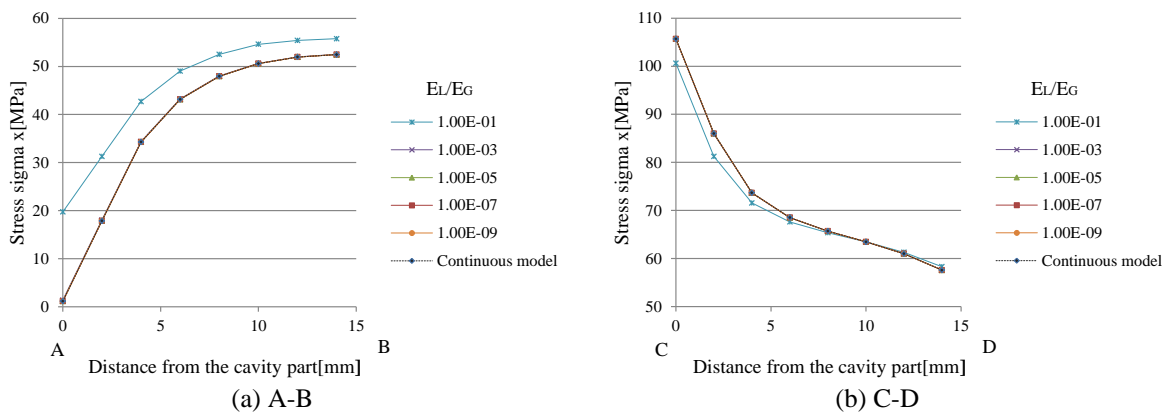 60
50
40
30
20
10
0
Stress sigma x[MPa]
0 5 10 15
A B
Distance from the cavity part[mm]
EL/EG
1.00E-01
1.00E-03
1.00E-05
1.00E-07
1.00E-09
Continuous model
(a) A-B
110
100
90
80
70
60
50
Stress sigma x[MPa]
0 5 10 15
C D
Distance from the cavity part[mm]
EL/EG
1.00E-01
1.00E-03
1.00E-05
1.00E-07
1.00E-09
Continuous model
(b) C-D